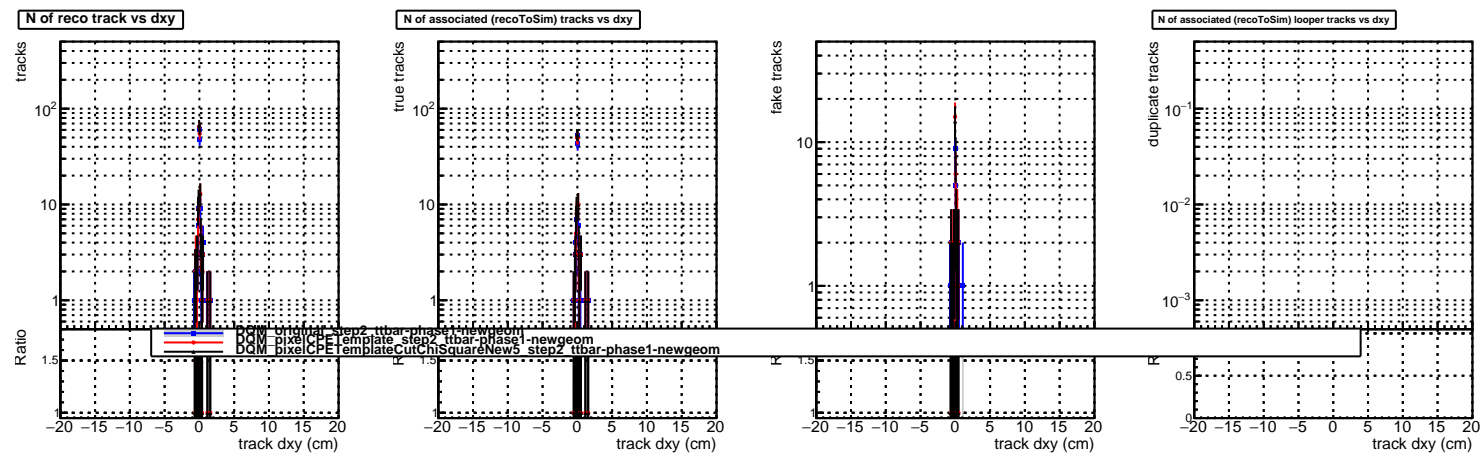 N of reco track vs dxy
tracks
10²
10
1
Ratio
1.5
1
−20 −15 −10 −5 0 5 10 15 20
track dxy (cm)
N of associated (recoToSim) tracks vs dxy
true tracks
10²
10
1
1.5
1
−20 −15 −10 −5 0 5 10 15 20
track dxy (cm)
fake tracks
10
1
1.5
1
−20 −15 −10 −5 0 5 10 15 20
track dxy (cm)
N of associated (recoToSim) looper tracks vs dxy
duplicate tracks
10⁻¹
10⁻²
10⁻³
0.5
0
−20 −15 −10 −5 0 5 10 15 20
track dxy (cm)
DQM_original_step2_ttbar-phase1-newgeom
DQM_pixelCPETemplate_step2_ttbar-phase1-newgeom
DQM_pixelCPETemplateCutChiSquareNew5_step2_ttbar-phase1-newgeom